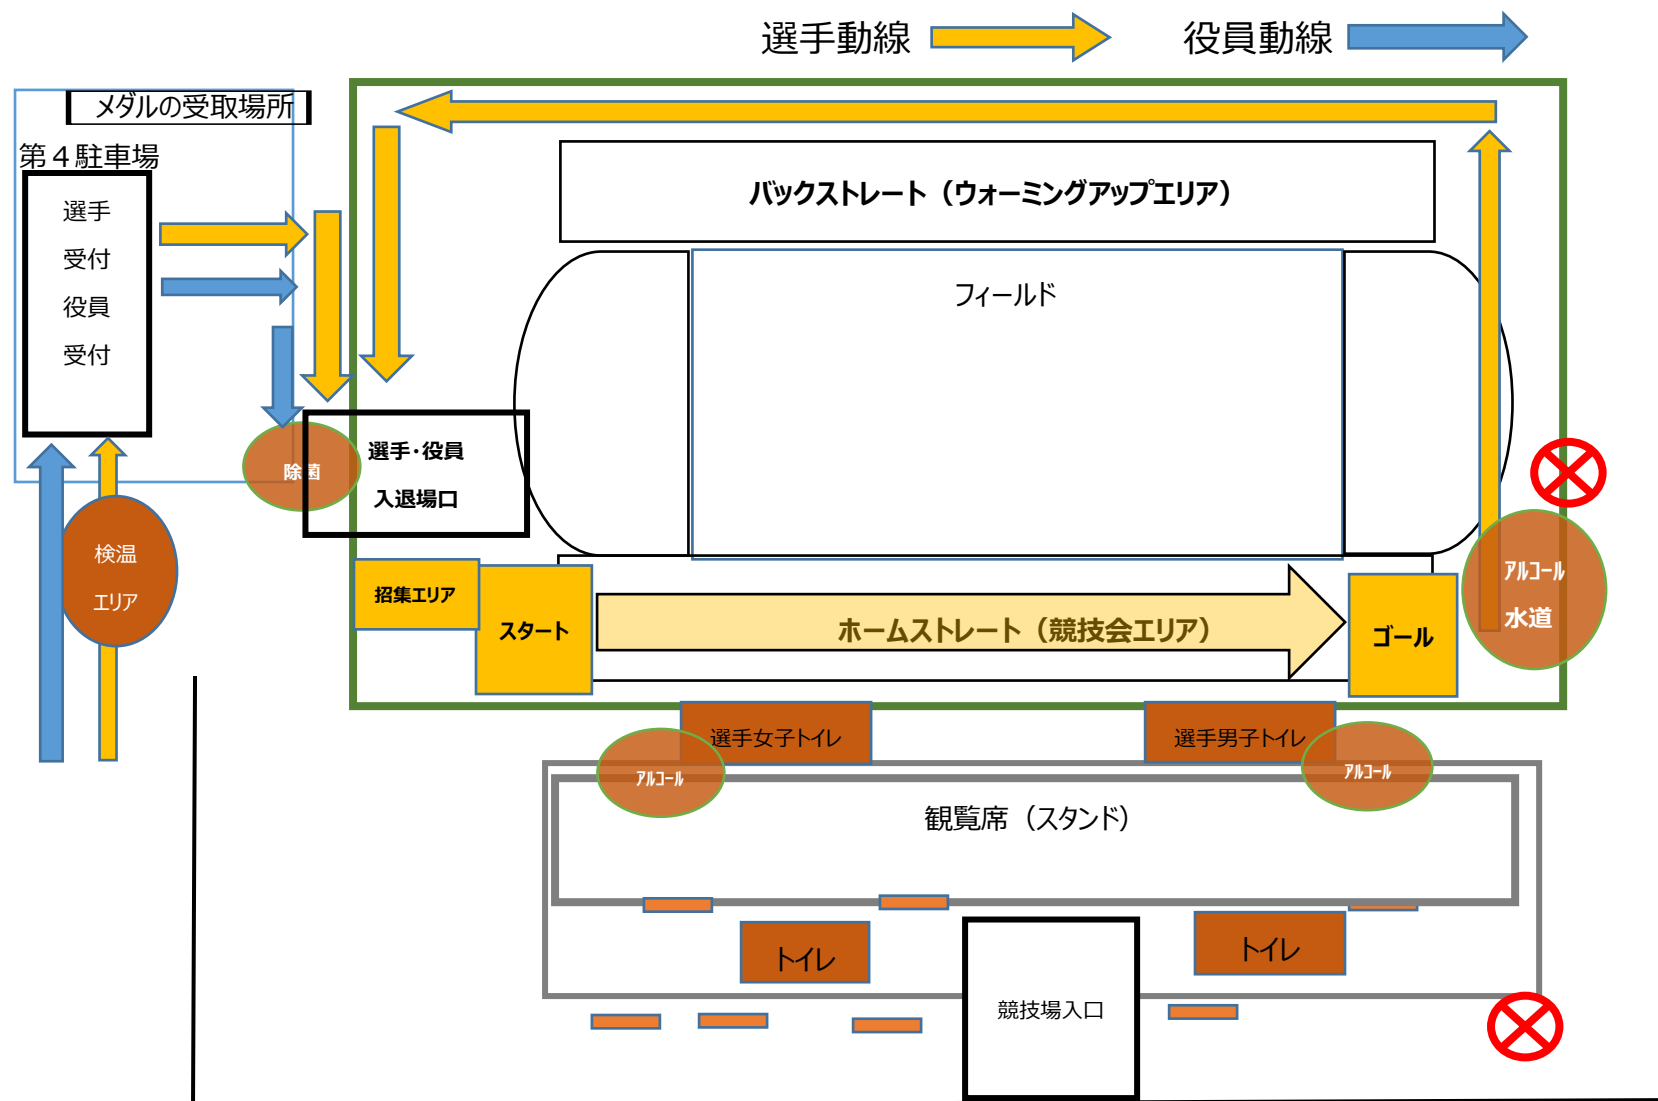 選手動線
役員動線
メダルの受取場所
第４駐車場
選手
受付
役員
受付
バックストレート（ウォーミングアップエリア）
フィールド
除菌
選手・役員
入退場口
検温
エリア
招集エリア
スタート
ホームストレート（競技会エリア）
ゴール
ｱﾙｺｰﾙ
水道
選手女子トイレ
選手男子トイレ
ｱﾙｺｰﾙ
ｱﾙｺｰﾙ
観覧席（スタンド）
トイレ
トイレ
競技場入口